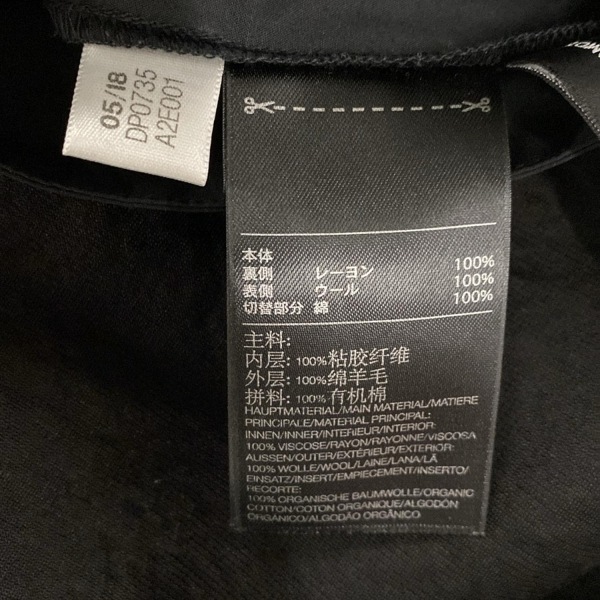 05/18
DP0735
A2E001
本体
裏側 レーヨン 100%
表側 ウール 100%
切替部分 綿 100%
主料:
内层: 100%粘胶纤维
外层: 100%绵羊毛
拼料: 100%有机棉
HAUPTMATERIAL/MAIN MATERIAL/MATIERE
PRINCIPALE/MATERIAL PRINCIPAL:
INNEN/INNER/INTERIEUR/INTERIOR:
100% VISCOSE/RAYON/RAYONNE/VISCOSA
AUSSEN/OUTER/EXTÉRIEUR/EXTERIOR:
100% WOLLE/WOOL/LAINE/LANA/LÃ
EINSATZ/INSERT/EMPIECEMENT/INSERTO/
RECORTE:
100% ORGANISCHE BAUMWOLLE/ORGANIC
COTTON/COTON ORGANIQUE/ALGODÓN
ORGÁNICO/ALGODÃO ORGÂNICO